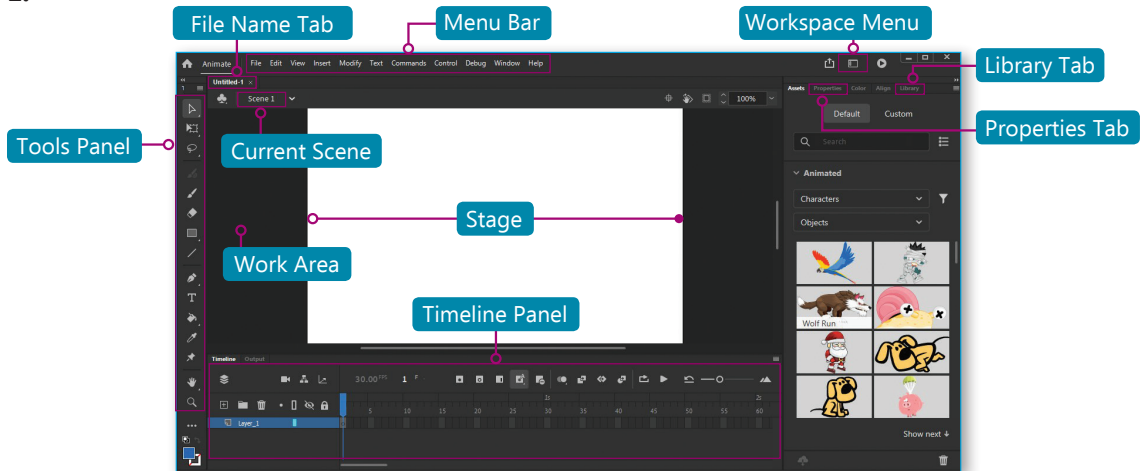 File Name Tab
Menu Bar
Workspace Menu
Animate File Edit View Insert Modify Text Commands Control Debug Window Help
Untitled-1 ×
Library Tab
Assets Properties Color Align Library
Scene 1
100%
Default Custom
Properties Tab
Tools Panel
Current Scene
Search
Animated
Characters
Stage
Objects
Work Area
Timeline Panel
Wolf Run
Timeline Output
30.00 FPS 1 F
1s 2s
5 10 15 20 25 30 35 40 45 50 55 60
Layer_1
Show next ↓